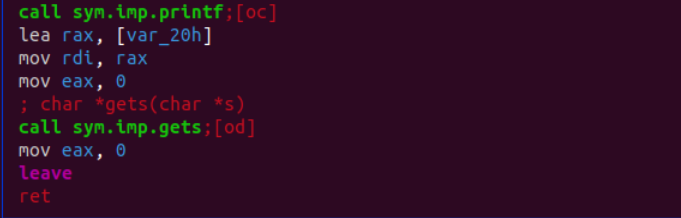 call sym.imp.printf;[oc]
lea rax, [var_20h]
mov rdi, rax
mov eax, 0
; char *gets(char *s)
call sym.imp.gets;[od]
mov eax, 0
leave
ret